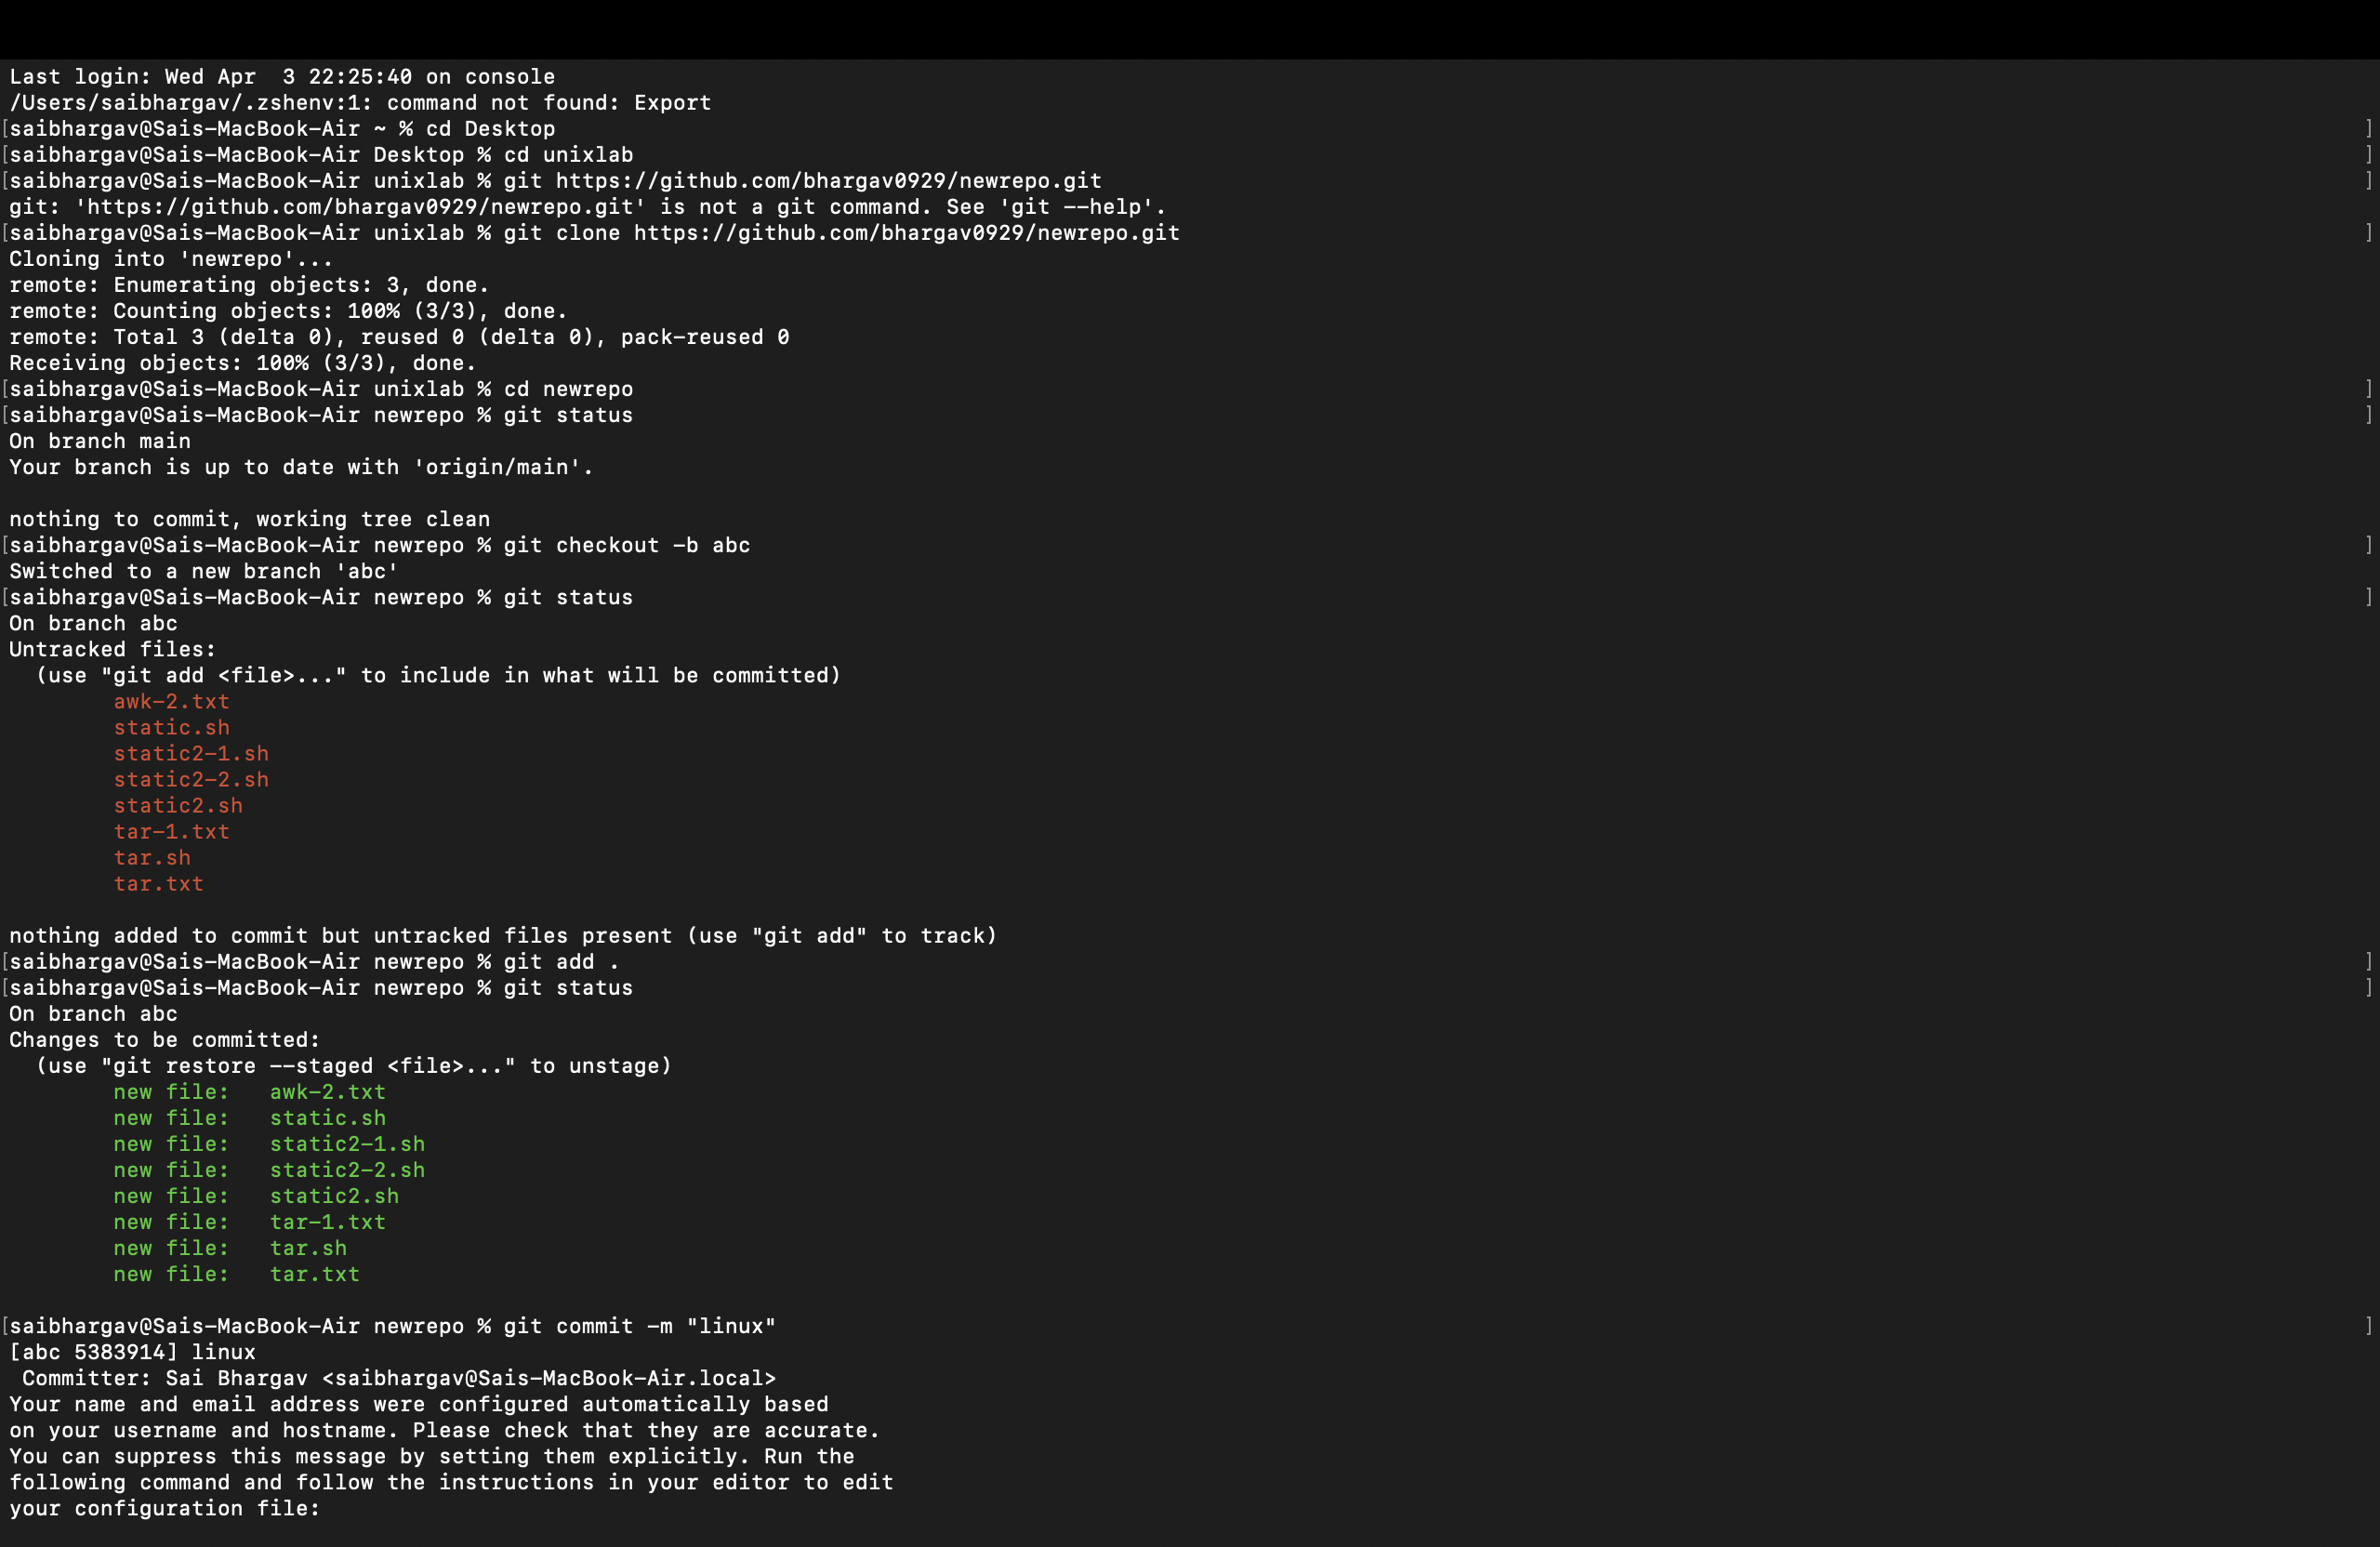 Last login: Wed Apr  3 22:25:40 on console
/Users/saibhargav/.zshenv:1: command not found: Export
[saibhargav@Sais-MacBook-Air ~ % cd Desktop ]
[saibhargav@Sais-MacBook-Air Desktop % cd unixlab ]
[saibhargav@Sais-MacBook-Air unixlab % git https://github.com/bhargav0929/newrepo.git ]
git: 'https://github.com/bhargav0929/newrepo.git' is not a git command. See 'git --help'.
[saibhargav@Sais-MacBook-Air unixlab % git clone https://github.com/bhargav0929/newrepo.git ]
Cloning into 'newrepo'...
remote: Enumerating objects: 3, done.
remote: Counting objects: 100% (3/3), done.
remote: Total 3 (delta 0), reused 0 (delta 0), pack-reused 0
Receiving objects: 100% (3/3), done.
[saibhargav@Sais-MacBook-Air unixlab % cd newrepo ]
[saibhargav@Sais-MacBook-Air newrepo % git status ]
On branch main
Your branch is up to date with 'origin/main'.

nothing to commit, working tree clean
[saibhargav@Sais-MacBook-Air newrepo % git checkout -b abc ]
Switched to a new branch 'abc'
[saibhargav@Sais-MacBook-Air newrepo % git status ]
On branch abc
Untracked files:
  (use "git add <file>..." to include in what will be committed)
        awk-2.txt
        static.sh
        static2-1.sh
        static2-2.sh
        static2.sh
        tar-1.txt
        tar.sh
        tar.txt

nothing added to commit but untracked files present (use "git add" to track)
[saibhargav@Sais-MacBook-Air newrepo % git add . ]
[saibhargav@Sais-MacBook-Air newrepo % git status ]
On branch abc
Changes to be committed:
  (use "git restore --staged <file>..." to unstage)
        new file:   awk-2.txt
        new file:   static.sh
        new file:   static2-1.sh
        new file:   static2-2.sh
        new file:   static2.sh
        new file:   tar-1.txt
        new file:   tar.sh
        new file:   tar.txt

[saibhargav@Sais-MacBook-Air newrepo % git commit -m "linux" ]
[abc 5383914] linux
 Committer: Sai Bhargav <saibhargav@Sais-MacBook-Air.local>
Your name and email address were configured automatically based
on your username and hostname. Please check that they are accurate.
You can suppress this message by setting them explicitly. Run the
following command and follow the instructions in your editor to edit
your configuration file: